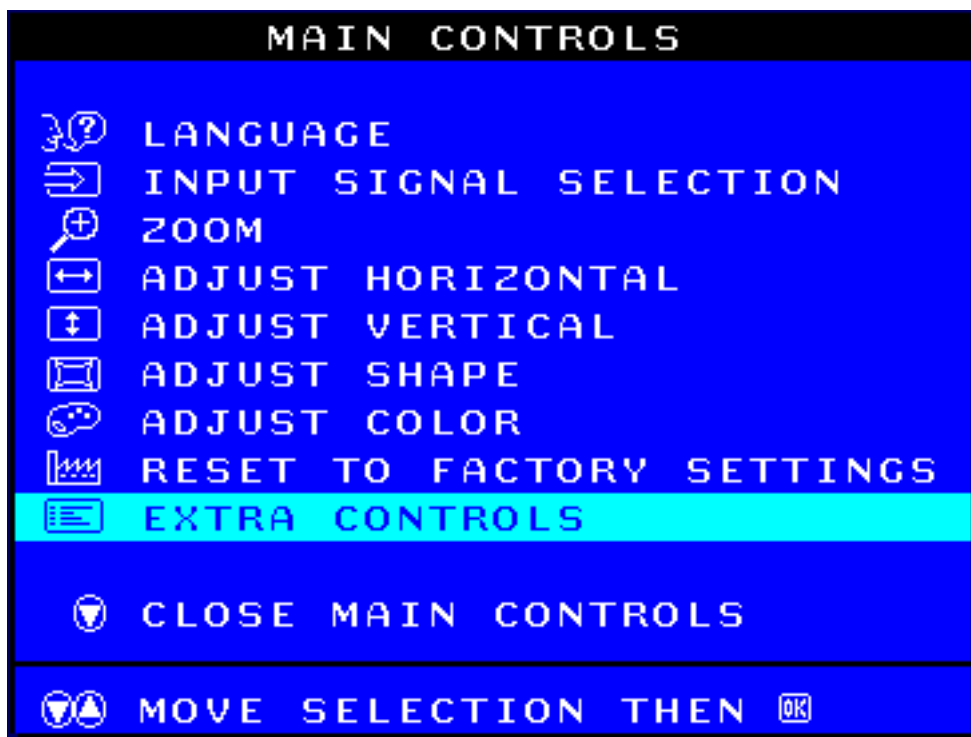 MAIN CONTROLS
LANGUAGE
INPUT SIGNAL SELECTION
ZOOM
ADJUST HORIZONTAL
ADJUST VERTICAL
ADJUST SHAPE
ADJUST COLOR
RESET TO FACTORY SETTINGS
EXTRA CONTROLS
CLOSE MAIN CONTROLS
MOVE SELECTION THEN OK